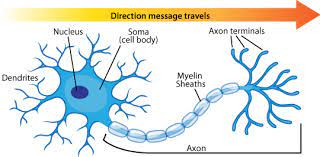 Direction message travels
Nucleus
Soma
(cell body)
Axon terminals
Dendrites
Myelin
Sheaths
Axon